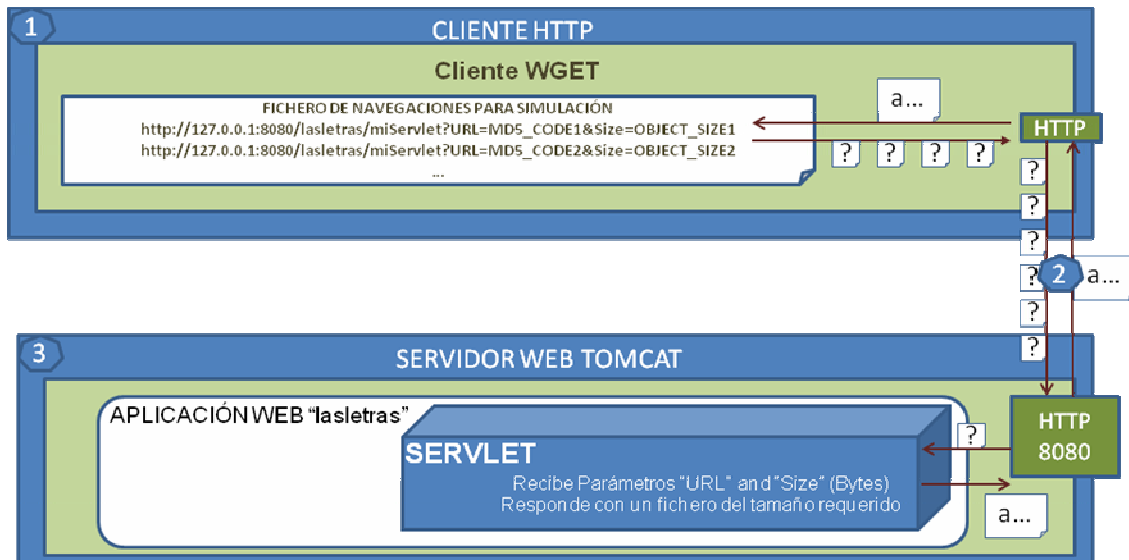 1
CLIENTE HTTP
Cliente WGET
FICHERO DE NAVEGACIONES PARA SIMULACIÓN
http://127.0.0.1:8080/lasletras/miServlet?URL=MD5_CODE1&Size=OBJECT_SIZE1
http://127.0.0.1:8080/lasletras/miServlet?URL=MD5_CODE2&Size=OBJECT_SIZE2
...
a...
HTTP
? ? ? ?
?
?
?
?
2
a...
?
?
3
SERVIDOR WEB TOMCAT
APLICACIÓN WEB “lasletras”
SERVLET
Recibe Parámetros “URL” and “Size” (Bytes)
Responde con un fichero del tamaño requerido
?
HTTP
8080
a...